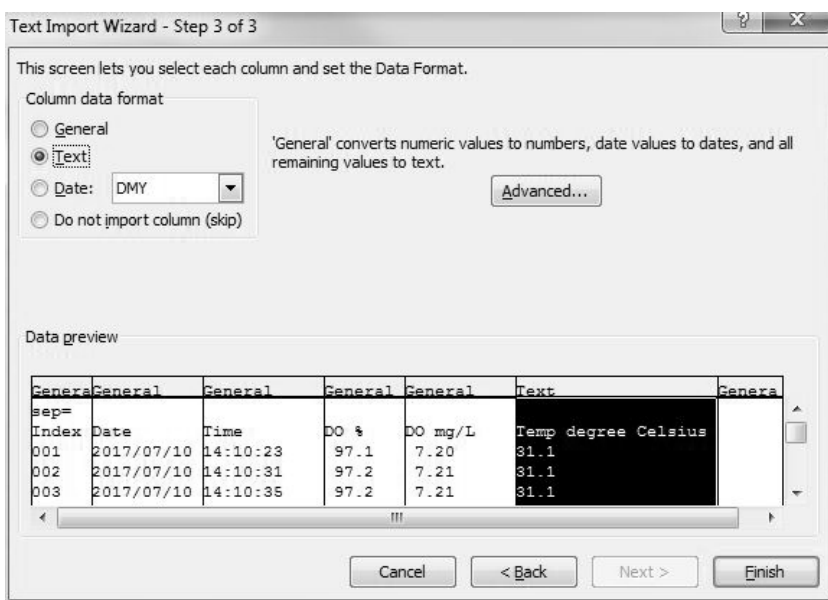 Text Import Wizard - Step 3 of 3
? X
This screen lets you select each column and set the Data Format.
Column data format
General
Text
Date: DMY
Do not import column (skip)
'General' converts numeric values to numbers, date values to dates, and all
remaining values to text.
Advanced...
Data preview
Genera General General General General Text Genera
sep=
Index Date Time DO % DO mg/L Temp degree Celsius
001 2017/07/10 14:10:23 97.1 7.20 31.1
002 2017/07/10 14:10:31 97.2 7.21 31.1
003 2017/07/10 14:10:35 97.2 7.21 31.1
Cancel < Back Next > Finish